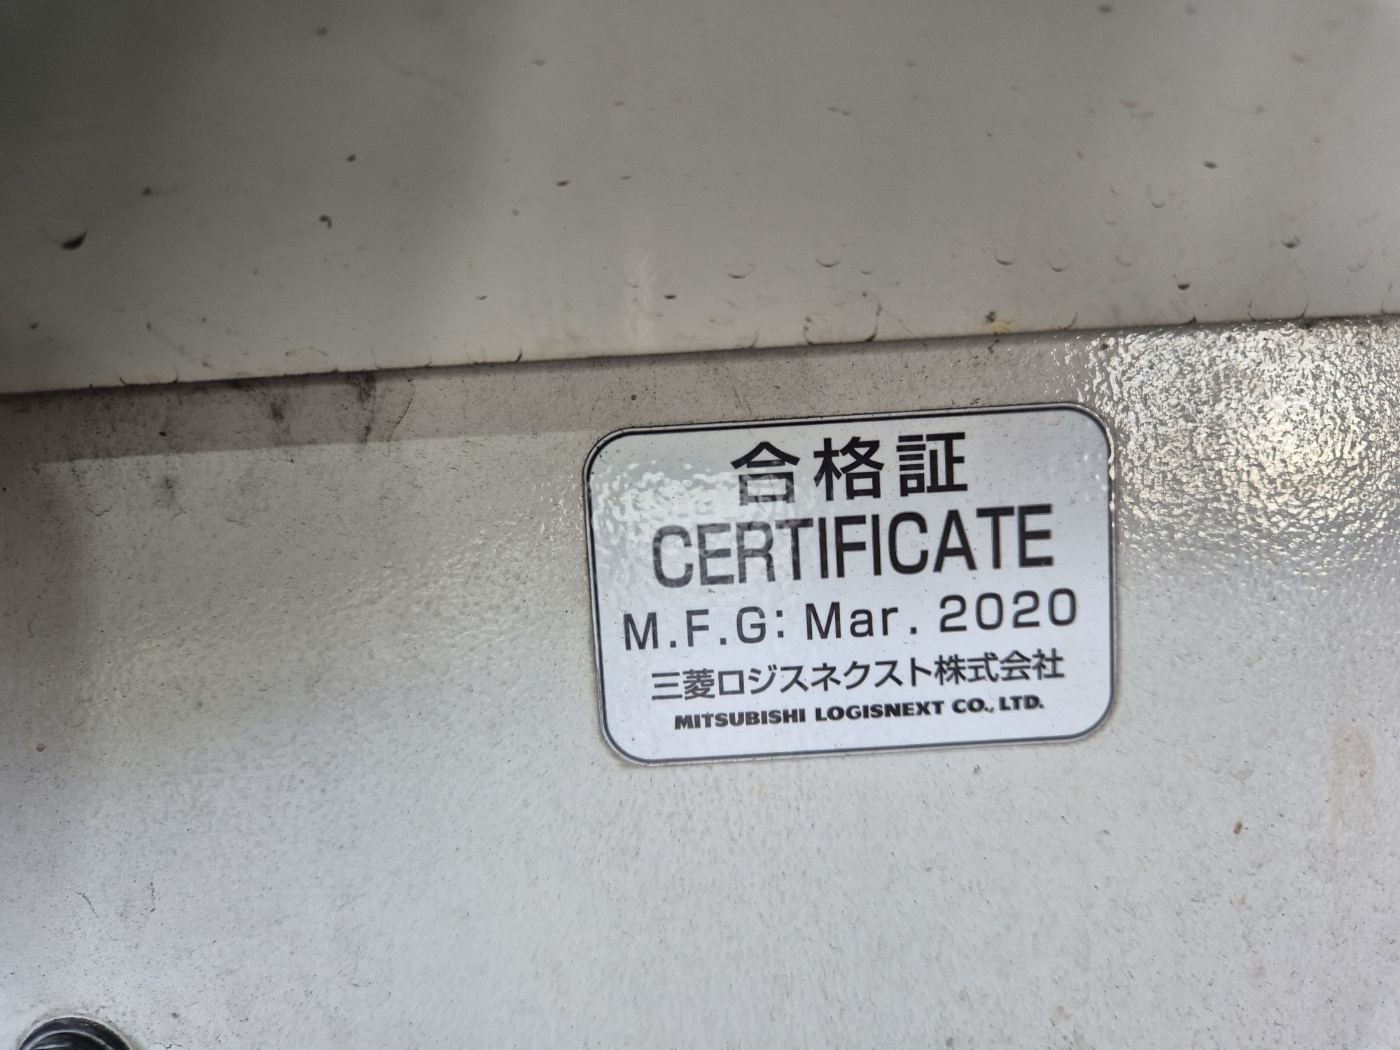 合格証
CERTIFICATE
M.F.G: Mar. 2020
三菱ロジスネクスト株式会社
MITSUBISHI LOGISNEXT CO., LTD.